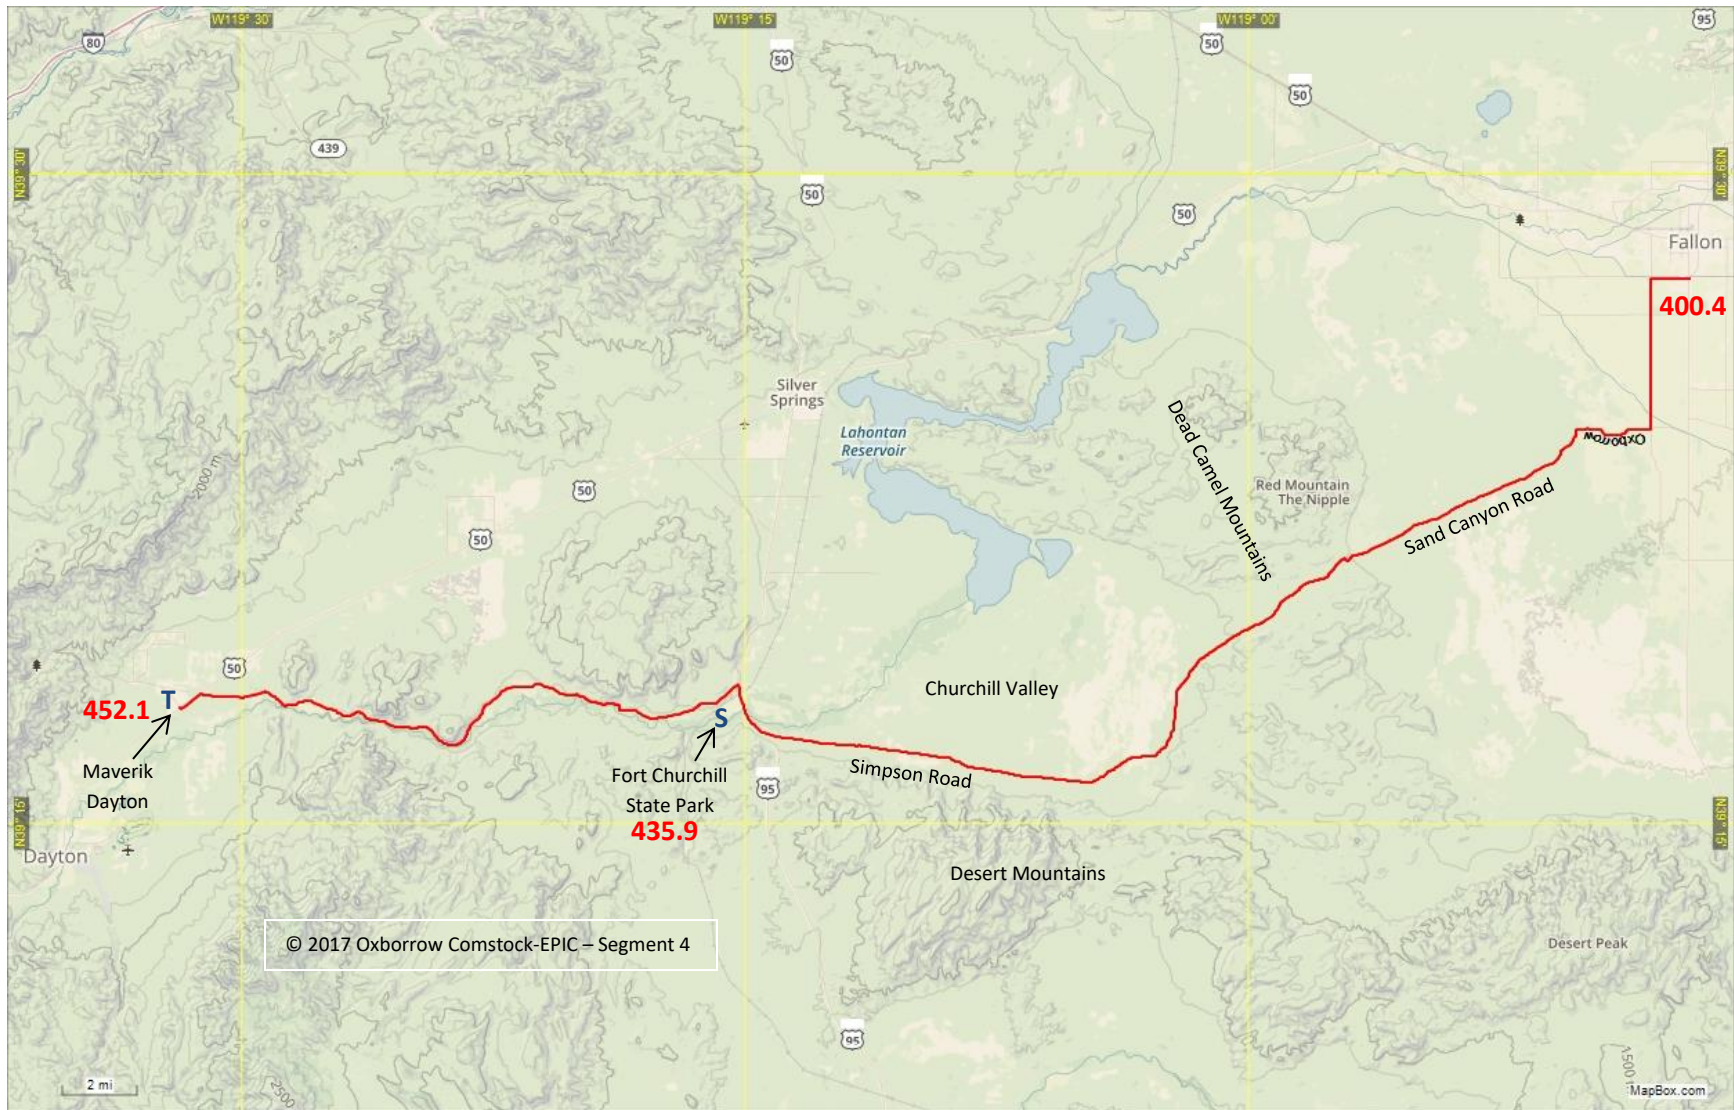 W119° 30'
W119° 15'
W119° 00'
95
80
50
50
50
439
N39° 30'
N39° 30'
50
50
Fallon
400.4
Silver
Springs
Lahontan
Reservoir
Dead Camel Mountains
Oxborrow
Red Mountain
The Nipple
Sand Canyon Road
2000 m
50
50
50
452.1
T
S
Churchill Valley
Maverik
Dayton
Fort Churchill
State Park
435.9
Simpson Road
95
N39° 15'
N39° 15'
Dayton
Desert Mountains
© 2017 Oxborrow Comstock-EPIC – Segment 4
Desert Peak
95
2 mi
2500
1500
MapBox.com